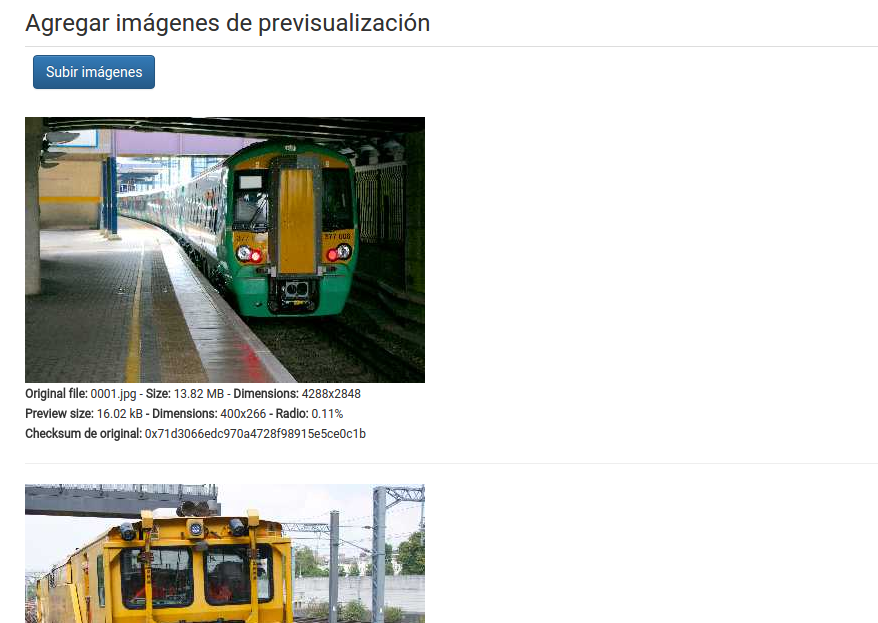 Agregar imágenes de previsualización
Subir imágenes
377 608
Original file: 0001.jpg - Size: 13.82 MB - Dimensions: 4288x2848
Preview size: 16.02 kB - Dimensions: 400x266 - Radio: 0.11%
Checksum de original: 0x71d3066edc970a4728f98915e5ce0c1b